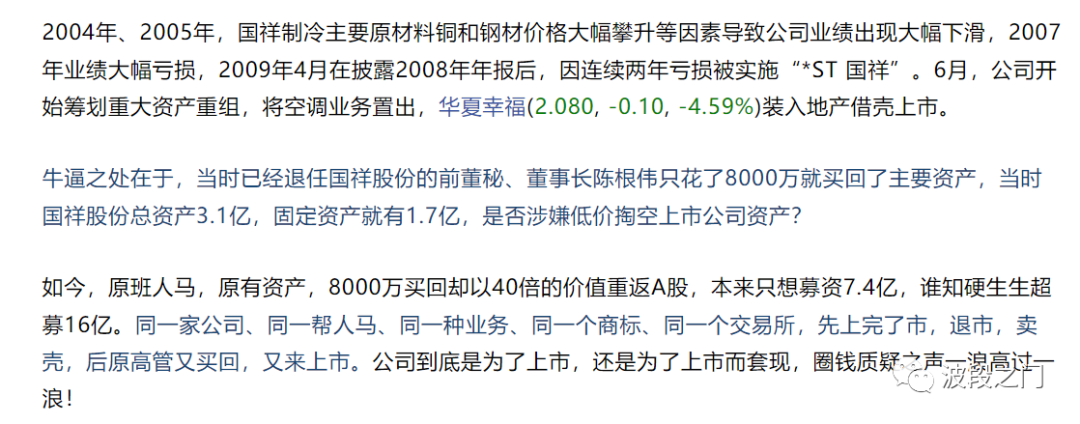 2004年、2005年，国祥制冷主要原材料铜和钢材价格大幅攀升等因素导致公司业绩出现大幅下滑，2007
年业绩大幅亏损，2009年4月在披露2008年年报后，因连续两年亏损被实施“*ST 国祥”。6月，公司开
始筹划重大资产重组，将空调业务置出，华夏幸福(2.080, -0.10, -4.59%)装入地产借壳上市。
牛逼之处在于，当时已经退任国祥股份的前董秘、董事长陈根伟只花了8000万就买回了主要资产，当时
国祥股份总资产3.1亿，固定资产就有1.7亿，是否涉嫌低价掏空上市公司资产？
如今，原班人马，原有资产，8000万买回却以40倍的价值重返A股，本来只想募资7.4亿，谁知硬生生超
募16亿。同一家公司、同一帮人马、同一种业务、同一个商标、同一个交易所，先上完了市，退市，卖
壳，后原高管又买回，又来上市。公司到底是为了上市，还是为了上市而套现，圈钱质疑之声一浪高过一
浪！
波段之门